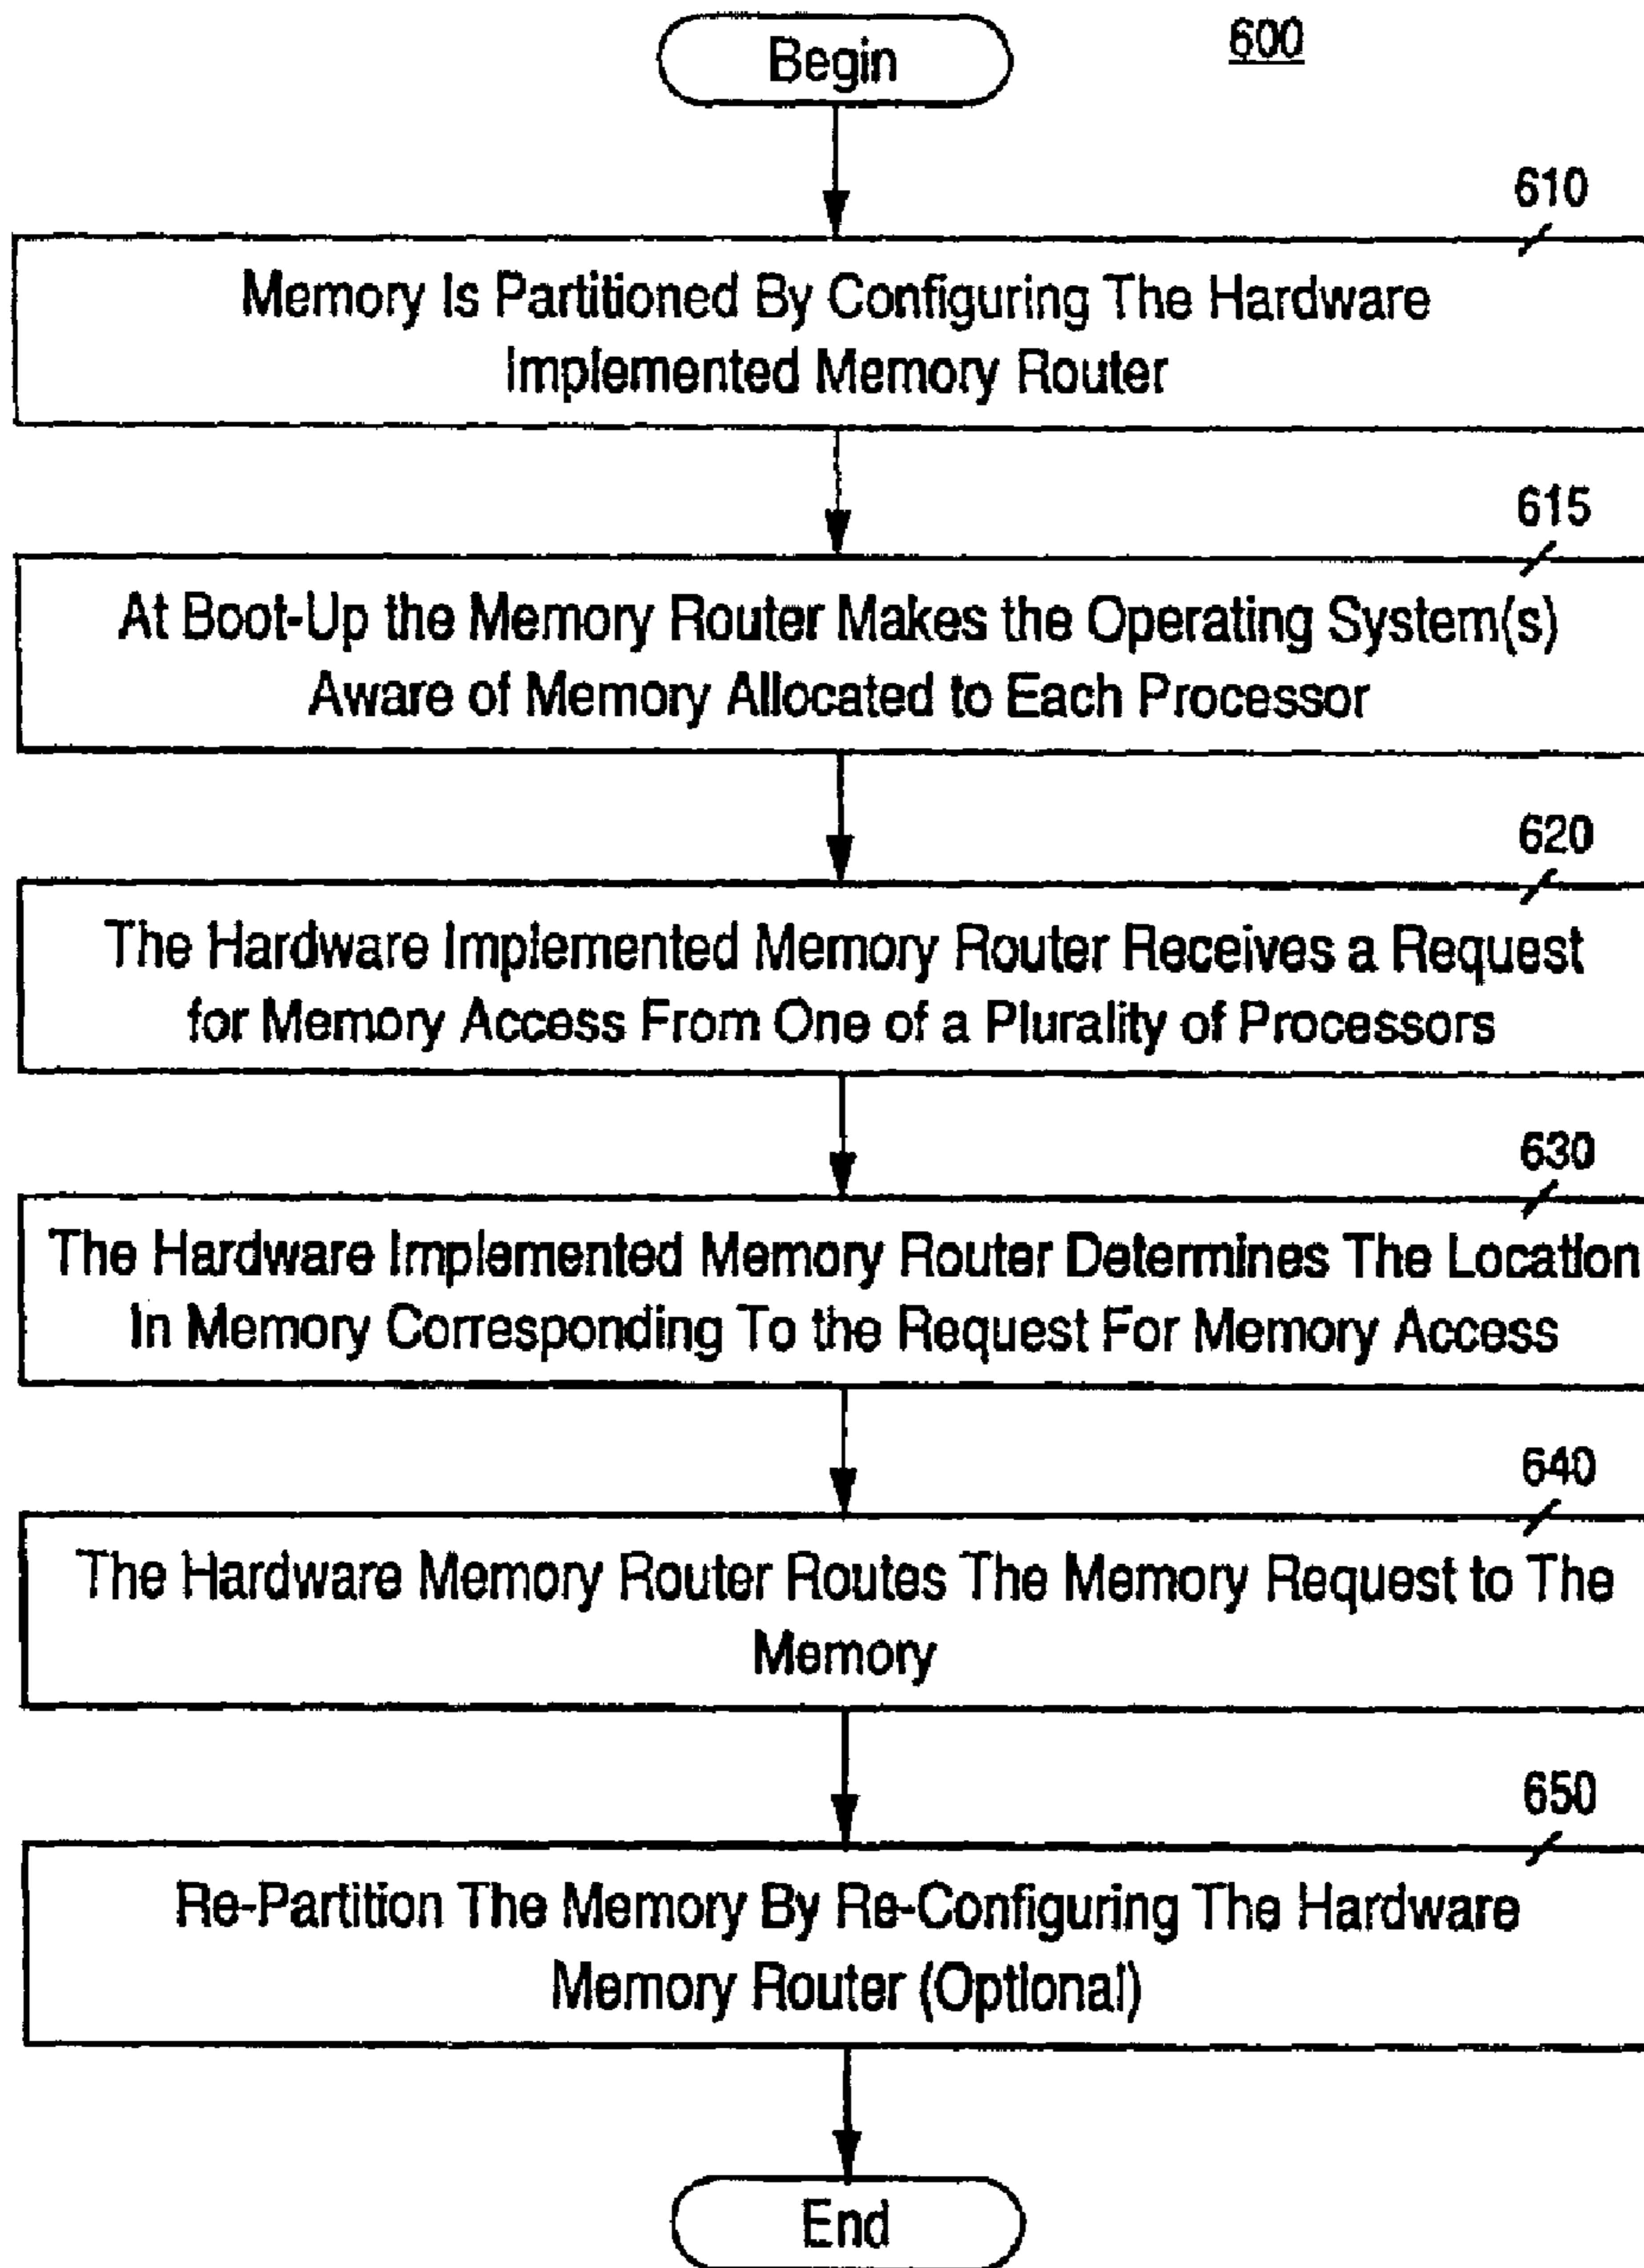 Begin
600
610
Memory Is Partitioned By Configuring The Hardware
Implemented Memory Router
615
At Boot-Up the Memory Router Makes the Operating System(s)
Aware of Memory Allocated to Each Processor
620
The Hardware Implemented Memory Router Receives a Request
for Memory Access From One of a Plurality of Processors
630
The Hardware Implemented Memory Router Determines The Location
In Memory Corresponding To the Request For Memory Access
640
The Hardware Memory Router Routes The Memory Request to The
Memory
650
Re-Partition The Memory By Re-Configuring The Hardware
Memory Router (Optional)
End